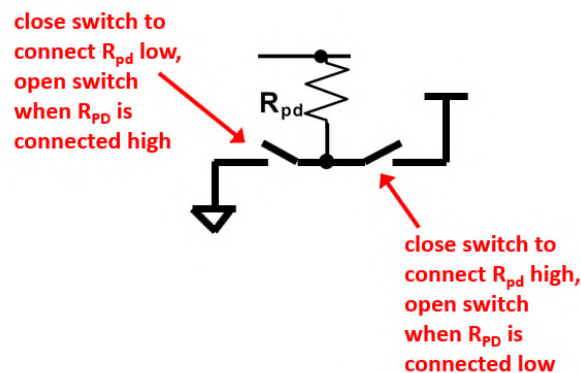 close switch to
connect Rpd low,
open switch
when RPD is
connected high
Rpd
close switch to
connect Rpd high,
open switch
when RPD is
connected low